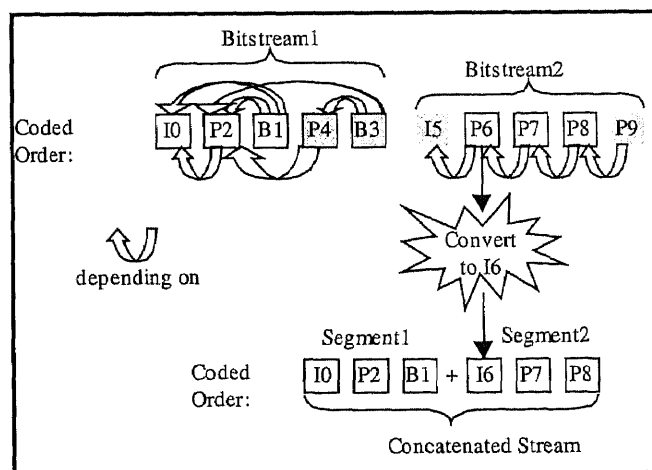 Bitstream1
Bitstream2
Coded Order:
I0 P2 B1 P4 B3
I5 P6 P7 P8 P9
depending on
Convert to I6
Segment1
Segment2
Coded Order:
I0 P2 B1 + I6 P7 P8
Concatenated Stream